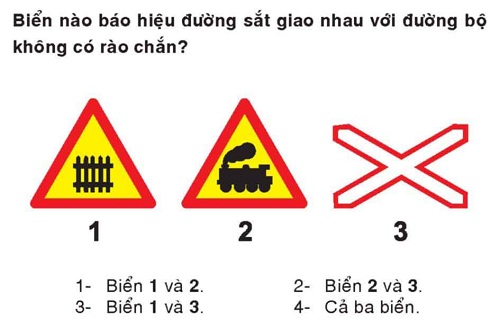 Biển nào báo hiệu đường sắt giao nhau với đường bộ
không có rào chắn?
1 2 3
1- Biển 1 và 2. 2- Biển 2 và 3.
3- Biển 1 và 3. 4- Cả ba biển.